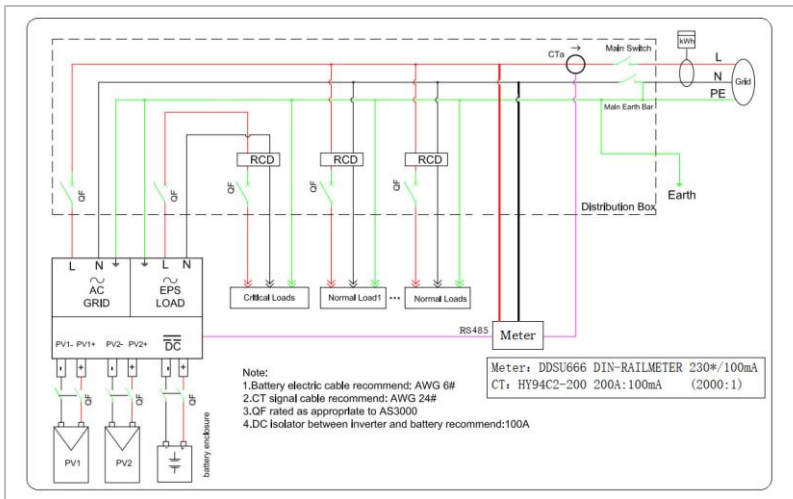 kWh
CTa
Main Switch
L
N
PE
Grid
Main Earth Bar
RCD
RCD
RCD
QF
QF
QF
QF
QF
Earth
Distribution Box
L N L N
AC
GRID
EPS
LOAD
Critical Loads
Normal Load1
•••
Normal Loads
RS485
Meter
PV1- PV1+ PV2- PV2+
DC
- + - + - +
QF
QF
QF
PV1
PV2
battery enclosure
Note:
1.Battery electric cable recommend: AWG 6#
2.CT signal cable recommend: AWG 24#
3.QF rated as appropriate to AS3000
4.DC isolator between inverter and battery recommend:100A
Meter: DDSU666 DIN-RAILMETER 230*/100mA
CT: HY94C2-200 200A:100mA (2000:1)